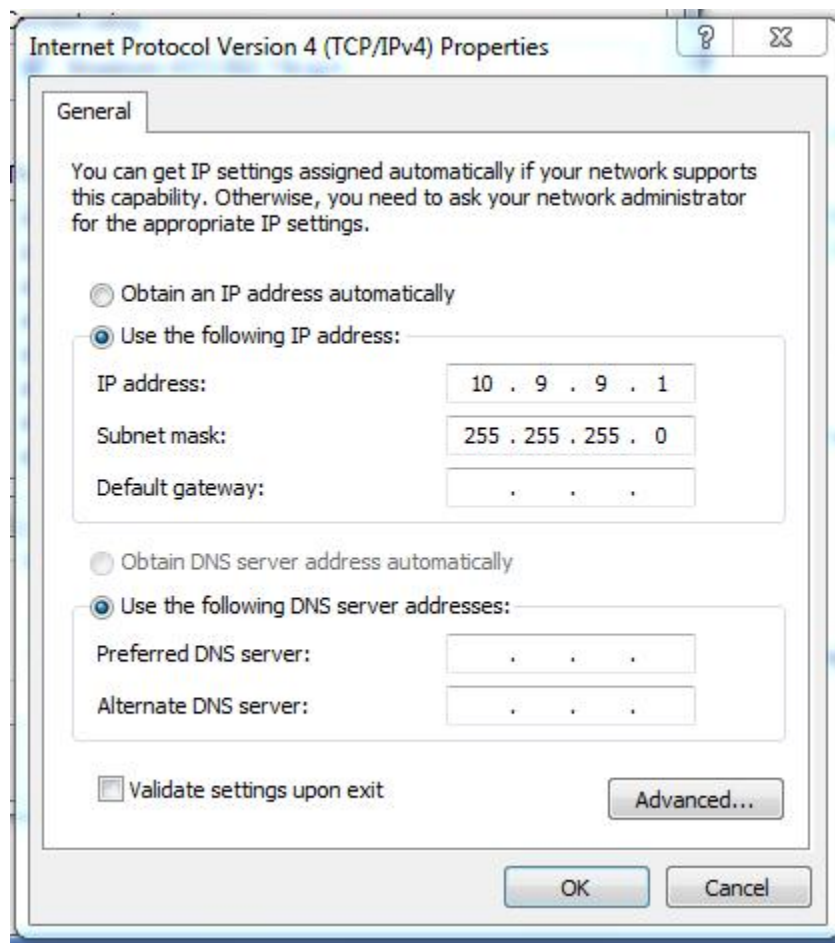 Internet Protocol Version 4 (TCP/IPv4) Properties
General
You can get IP settings assigned automatically if your network supports
this capability. Otherwise, you need to ask your network administrator
for the appropriate IP settings.
Obtain an IP address automatically
Use the following IP address:
IP address: 10 . 9 . 9 . 1
Subnet mask: 255 . 255 . 255 . 0
Default gateway: . . .
Obtain DNS server address automatically
Use the following DNS server addresses:
Preferred DNS server: . . .
Alternate DNS server: . . .
Validate settings upon exit
Advanced...
OK Cancel